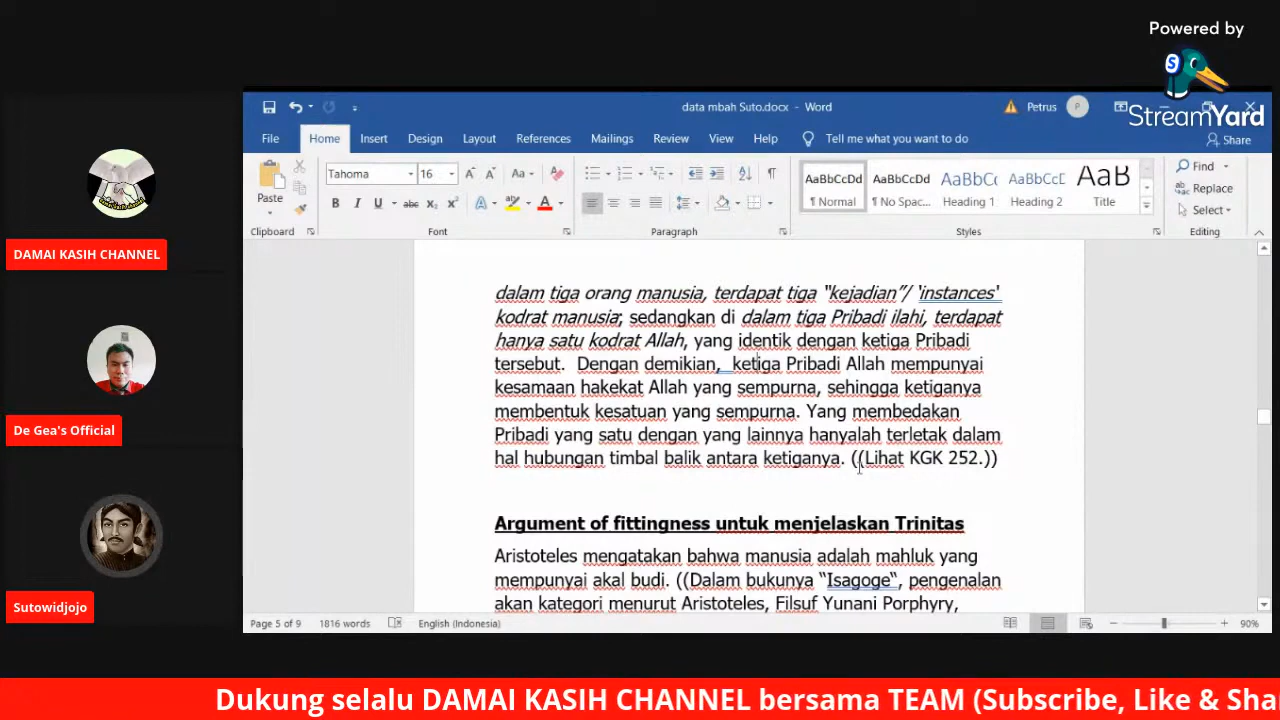 Powered by
StreamYard
data mbah Suto.docx - Word
Petrus
P
File Home Insert Design Layout References Mailings Review View Help Tell me what you want to do
Share
Paste
Clipboard
Tahoma 16
Font
Paragraph
AaBbCcDd AaBbCcDd AaBbC AaBbCcE AaB
¶ Normal ¶ No Spac... Heading 1 Heading 2 Title
Styles
Find
Replace
Select
Editing
DAMAI KASIH CHANNEL
De Gea's Official
Sutowidjojo
dalam tiga orang manusia, terdapat tiga “kejadian”/ ‘instances’
kodrat manusia; sedangkan di dalam tiga Pribadi ilahi, terdapat
hanya satu kodrat Allah, yang identik dengan ketiga Pribadi
tersebut.  Dengan demikian,  ketiga Pribadi Allah mempunyai
kesamaan hakekat Allah yang sempurna, sehingga ketiganya
membentuk kesatuan yang sempurna. Yang membedakan
Pribadi yang satu dengan yang lainnya hanyalah terletak dalam
hal hubungan timbal balik antara ketiganya. ((Lihat KGK 252.))
Argument of fittingness untuk menjelaskan Trinitas
Aristoteles mengatakan bahwa manusia adalah mahluk yang
mempunyai akal budi. ((Dalam bukunya “Isagoge“, pengenalan
akan kategori menurut Aristoteles, Filsuf Yunani Porphyry,
Page 5 of 9 1816 words English (Indonesia) 90%
Dukung selalu DAMAI KASIH CHANNEL bersama TEAM (Subscribe, Like & Sha